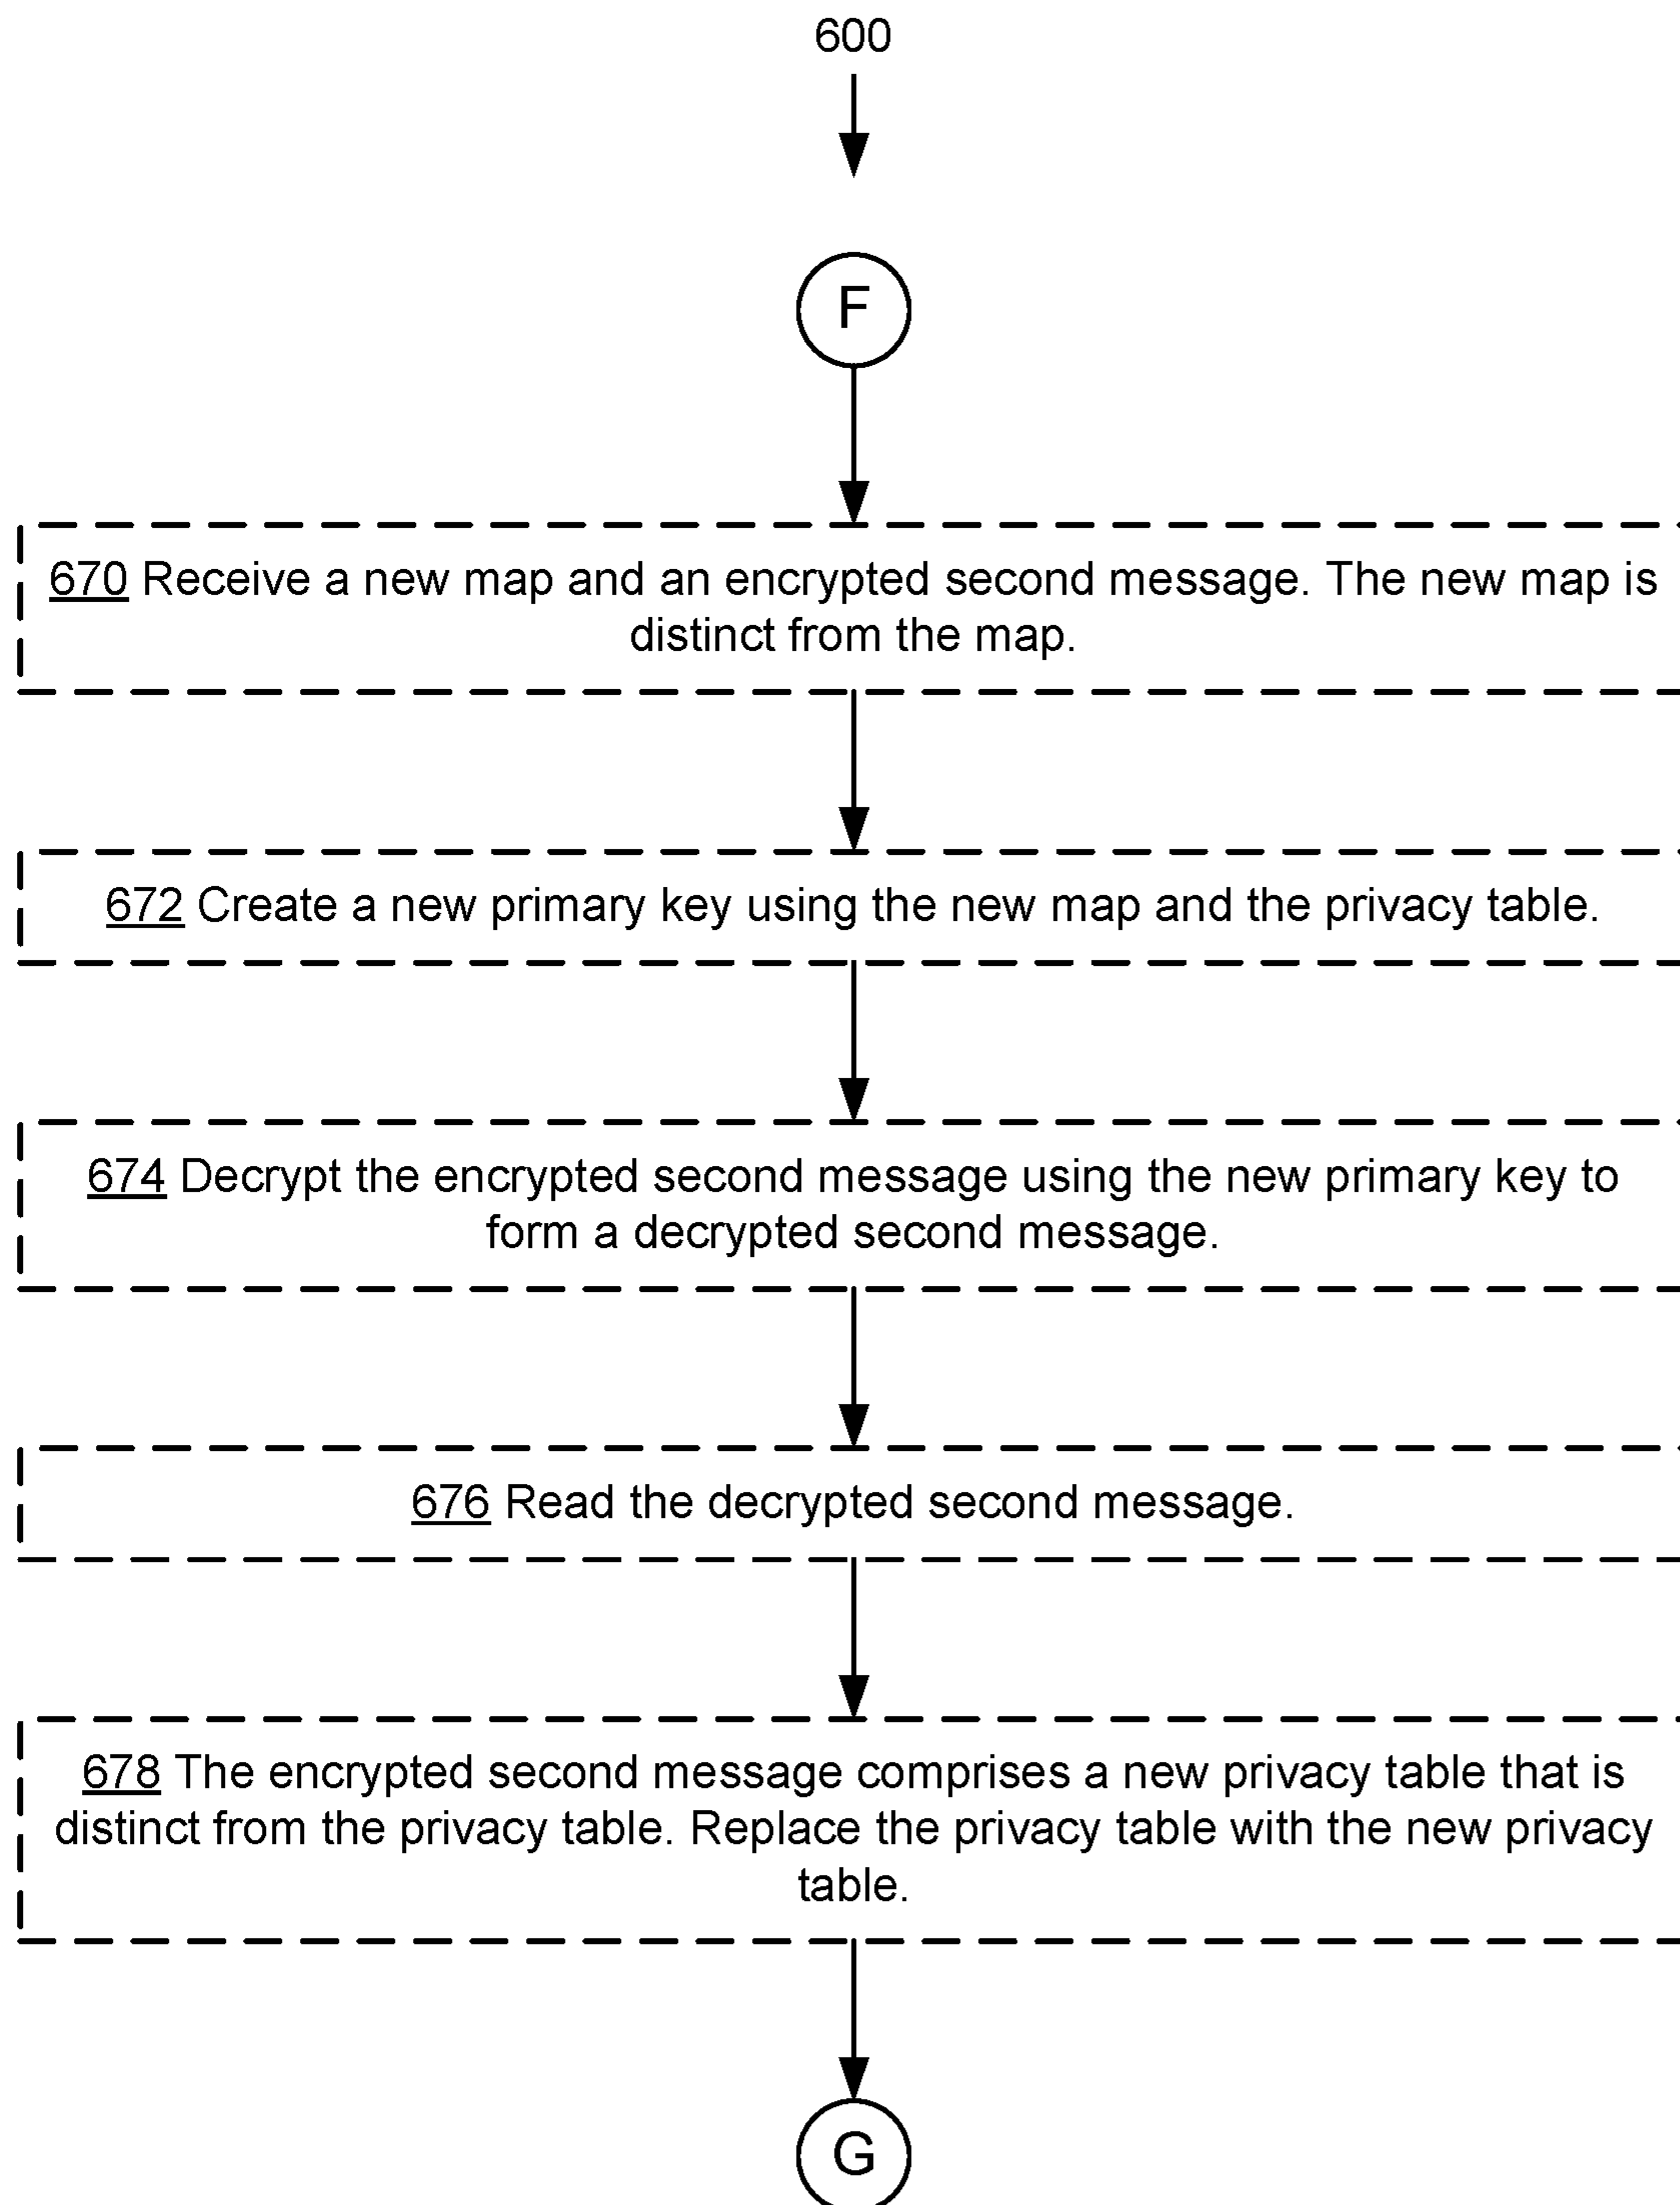 600
F
670 Receive a new map and an encrypted second message. The new map is
distinct from the map.
672 Create a new primary key using the new map and the privacy table.
674 Decrypt the encrypted second message using the new primary key to
form a decrypted second message.
676 Read the decrypted second message.
678 The encrypted second message comprises a new privacy table that is
distinct from the privacy table. Replace the privacy table with the new privacy
table.
G